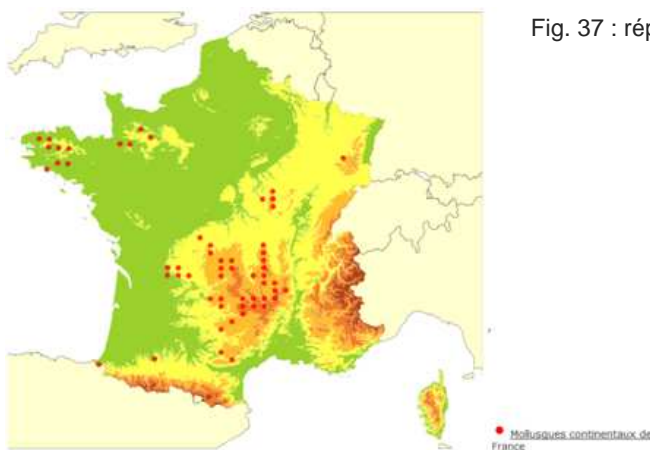 Fig. 37 : rép
Mollusques continentaux de
France